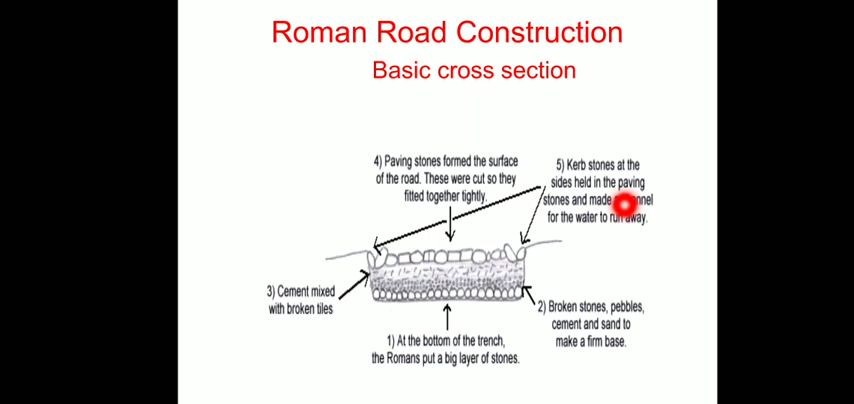 Roman Road Construction
Basic cross section
4) Paving stones formed the surface
of the road. These were cut so they
fitted together tightly.
5) Kerb stones at the
sides held in the paving
stones and made
for the water to run away.
3) Cement mixed
with broken tiles
2) Broken stones, pebbles,
cement and sand to
make a firm base.
1) At the bottom of the trench,
the Romans put a big layer of stones.